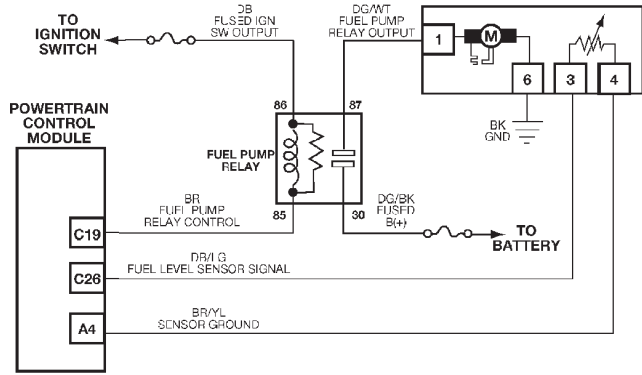 TO
IGNITION
SWITCH
DB
FUSED IGN
SW OUTPUT
DG/WT
FUEL PUMP
RELAY OUTPUT
1
M
6
3
4
BK
GND
86
87
FUEL PUMP
RELAY
85
30
POWERTRAIN
CONTROL
MODULE
BR
FUEL PUMP
RELAY CONTROL
DG/BK
FUSED
B(+)
TO
BATTERY
C19
DB/LG
FUEL LEVEL SENSOR SIGNAL
C26
BR/YL
SENSOR GROUND
A4